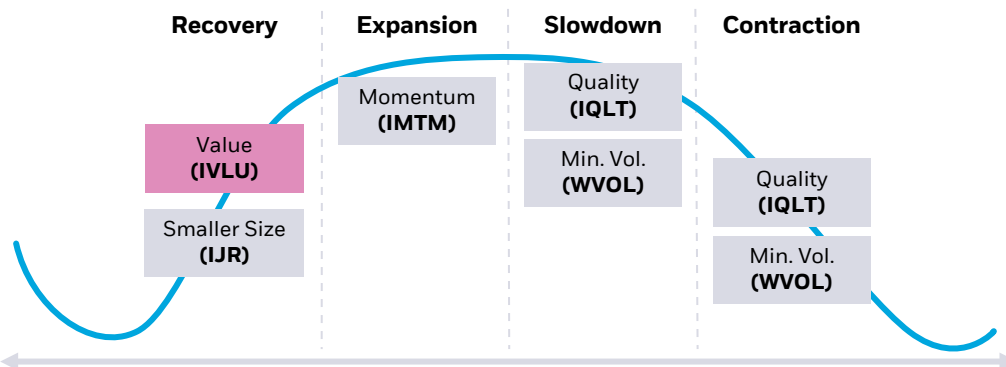 Recovery
Expansion
Slowdown
Contraction
Value
(IVLU)
Smaller Size
(IJR)
Momentum
(IMTM)
Quality
(IQLT)
Min. Vol.
(WVOL)
Quality
(IQLT)
Min. Vol.
(WVOL)